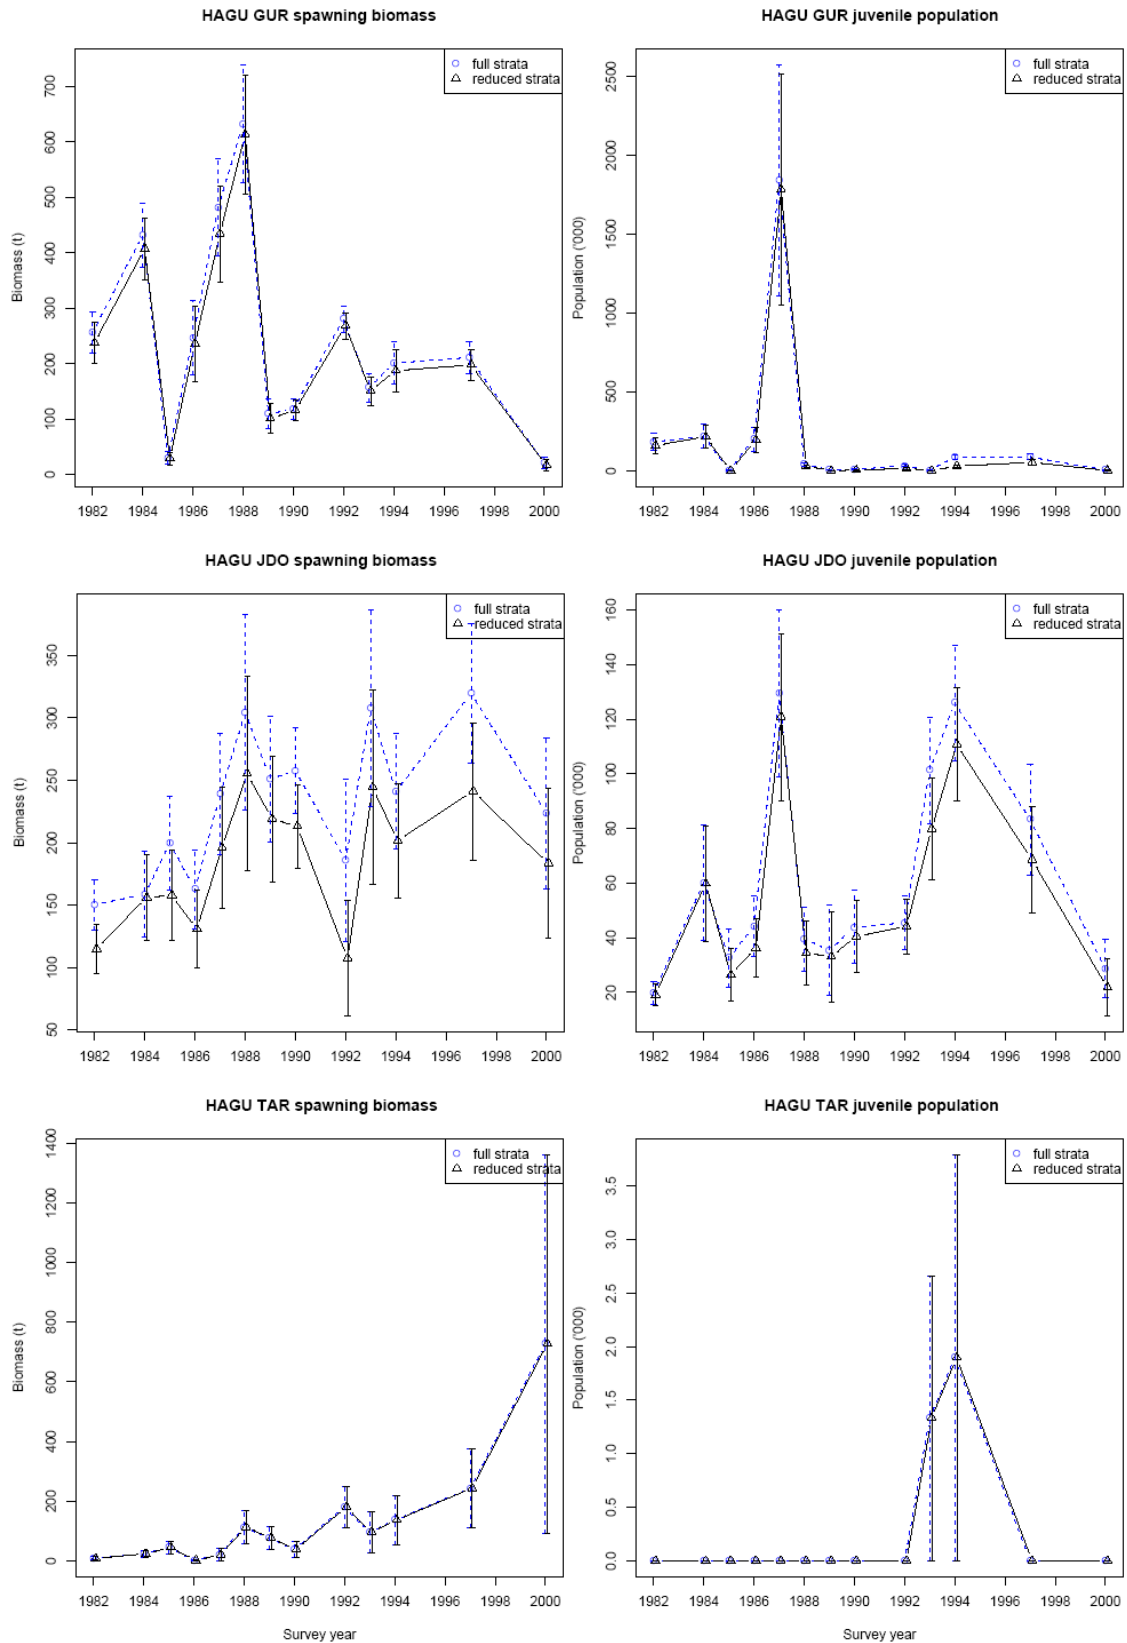 HAGU GUR spawning biomass
full strata
reduced strata
Biomass (t)
700
600
500
400
300
200
100
0
1982 1984 1986 1988 1990 1992 1994 1996 1998 2000
HAGU GUR juvenile population
full strata
reduced strata
Population ('000)
2500
2000
1500
1000
500
0
1982 1984 1986 1988 1990 1992 1994 1996 1998 2000
HAGU JDO spawning biomass
full strata
reduced strata
Biomass (t)
350
300
250
200
150
100
50
1982 1984 1986 1988 1990 1992 1994 1996 1998 2000
HAGU JDO juvenile population
full strata
reduced strata
Population ('000)
160
140
120
100
80
60
40
20
1982 1984 1986 1988 1990 1992 1994 1996 1998 2000
HAGU TAR spawning biomass
full strata
reduced strata
Biomass (t)
1400
1200
1000
800
600
400
200
0
1982 1984 1986 1988 1990 1992 1994 1996 1998 2000
Survey year
HAGU TAR juvenile population
full strata
reduced strata
Population ('000)
3.5
3.0
2.5
2.0
1.5
1.0
0.5
0.0
1982 1984 1986 1988 1990 1992 1994 1996 1998 2000
Survey year